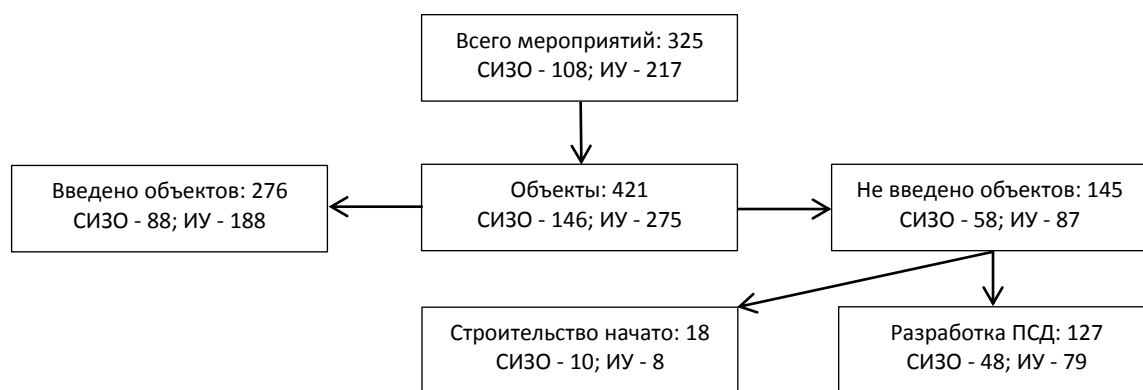 Всего мероприятий: 325
СИЗО - 108; ИУ - 217
Введено объектов: 276
СИЗО - 88; ИУ - 188
Объекты: 421
СИЗО - 146; ИУ - 275
Не введено объектов: 145
СИЗО - 58; ИУ - 87
Строительство начато: 18
СИЗО - 10; ИУ - 8
Разработка ПСД: 127
СИЗО - 48; ИУ - 79